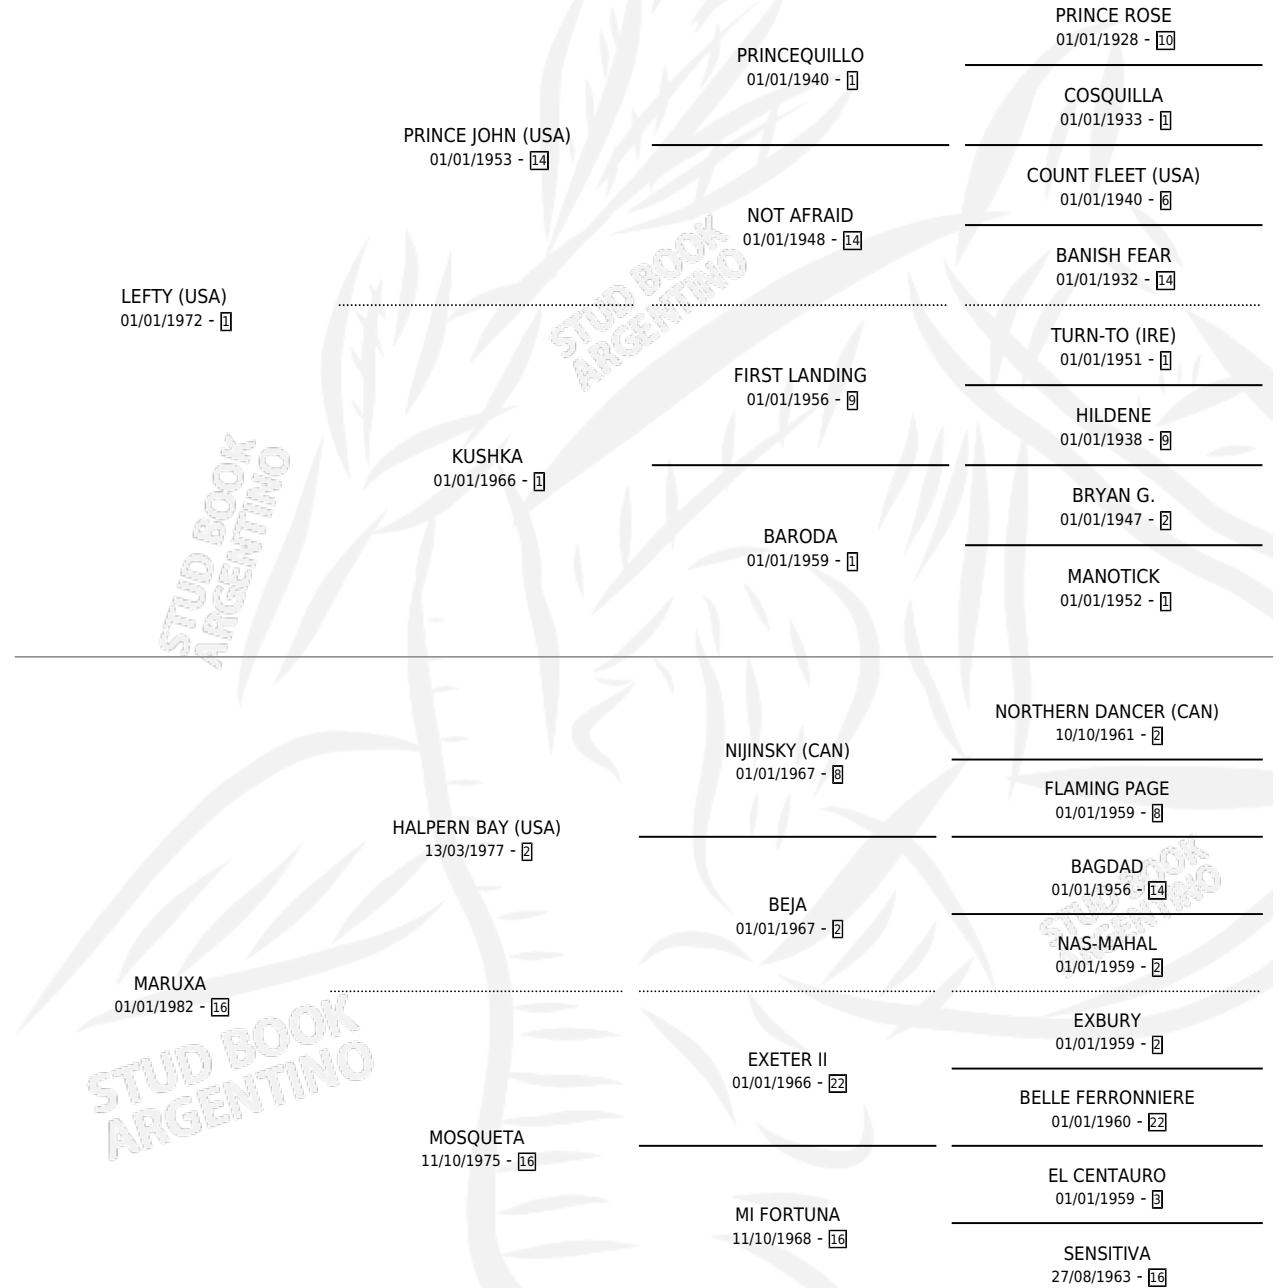 PRINCE ROSE
01/01/1928 - 10
PRINCEQUILLO
01/01/1940 - 1
COSQUILLA
01/01/1933 - 1
PRINCE JOHN (USA)
01/01/1953 - 14
COUNT FLEET (USA)
01/01/1940 - 6
NOT AFRAID
01/01/1948 - 14
BANISH FEAR
01/01/1932 - 14
LEFTY (USA)
01/01/1972 - 1
STUD BOOK
ARGENTINO
TURN-TO (IRE)
01/01/1951 - 1
FIRST LANDING
01/01/1956 - 9
HILDENE
01/01/1938 - 9
KUSHKA
01/01/1966 - 1
BRYAN G.
01/01/1947 - 2
BARODA
01/01/1959 - 1
MANOTICK
01/01/1952 - 1
STUD BOOK
ARGENTINO
NORTHERN DANCER (CAN)
10/10/1961 - 2
NIJINSKY (CAN)
01/01/1967 - 8
FLAMING PAGE
01/01/1959 - 8
HALPERN BAY (USA)
13/03/1977 - 2
BAGDAD
01/01/1956 - 14
BEJA
01/01/1967 - 2
STUD BOOK
ARGENTINO
NAS-MAHAL
01/01/1959 - 2
MARUXA
01/01/1982 - 16
EXBURY
01/01/1959 - 2
EXETER II
01/01/1966 - 22
STUD BOOK
ARGENTINO
BELLE FERRONNIERE
01/01/1960 - 22
MOSQUETA
11/10/1975 - 16
EL CENTAURO
01/01/1959 - 3
MI FORTUNA
11/10/1968 - 16
SENSITIVA
27/08/1963 - 16